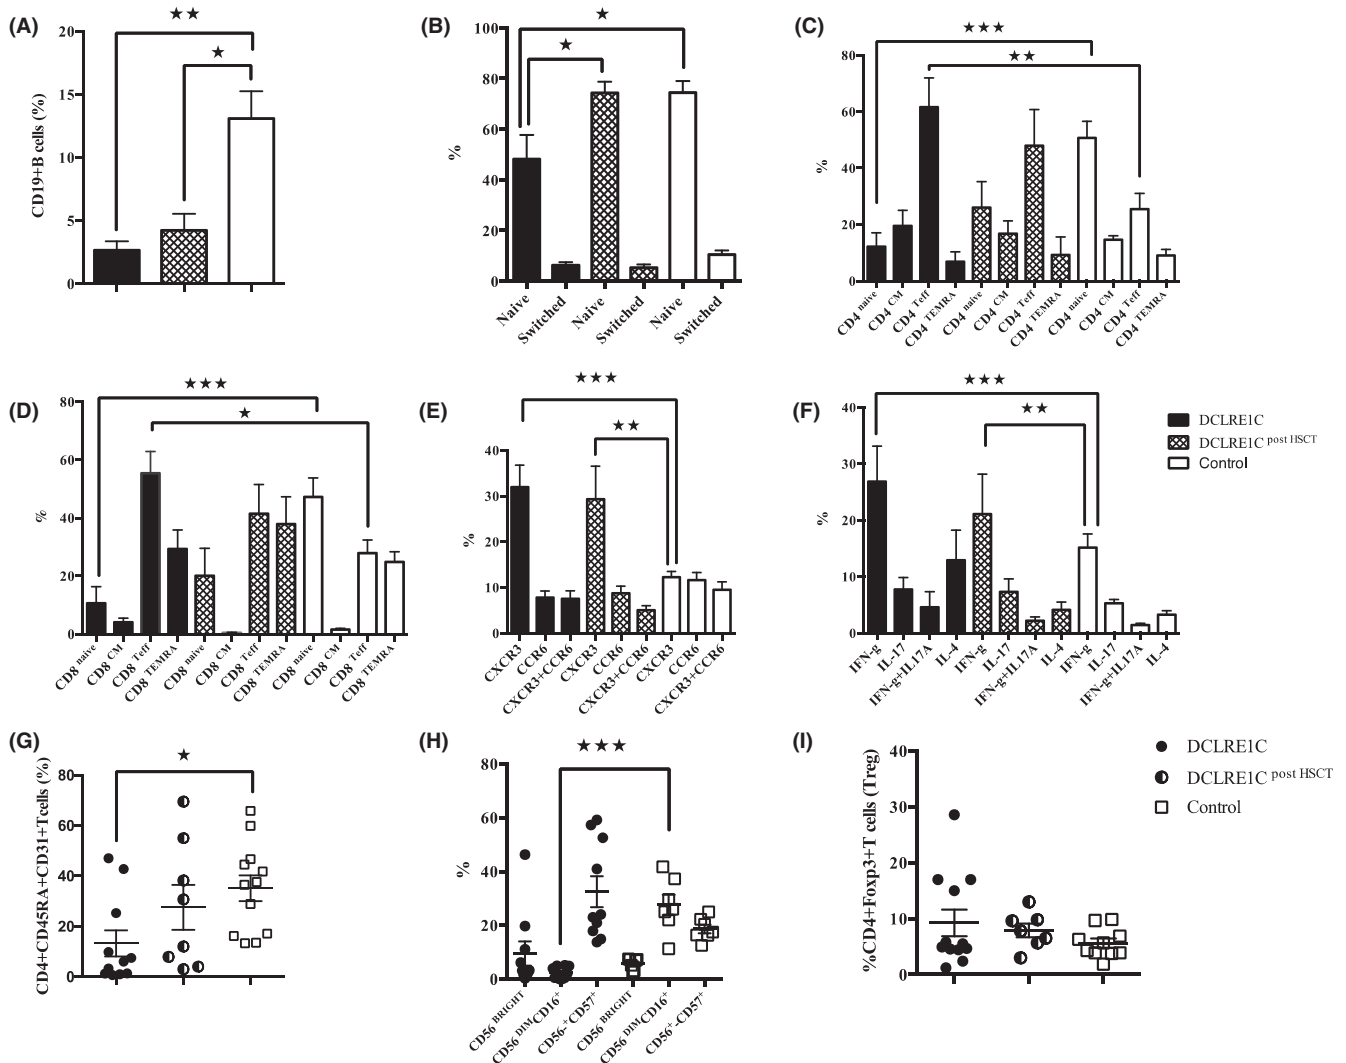 (A)
★★
★
CD19+B cells (%)
20
15
10
5
0
(B)
★
★
%
100
80
60
40
20
0
Naive
Switched
Naive
Switched
Naive
Switched
(C)
★★★
★★
%
80
60
40
20
0
CD4 naive
CD4 CM
CD4 Teff
CD4 TEMRA
CD4 naive
CD4 CM
CD4 Teff
CD4 TEMRA
CD4 naive
CD4 CM
CD4 Teff
CD4 TEMRA
(D)
★★★
★
%
80
60
40
20
0
CD8 naive
CD8 CM
CD8 Teff
CD8 TEMRA
CD8 naive
CD8 CM
CD8 Teff
CD8 TEMRA
CD8 naive
CD8 CM
CD8 Teff
CD8 TEMRA
(E)
★★★
★★
%
40
30
20
10
0
CXCR3
CCR6
CXCR3+CCR6
CXCR3
CCR6
CXCR3+CCR6
CXCR3
CCR6
CXCR3+CCR6
(F)
★★★
★★
%
40
30
20
10
0
IFN-g
IL-17
IFN-g+IL17A
IL-4
IFN-g
IL-17
IFN-g+IL17A
IL-4
IFN-g
IL-17
IFN-g+IL17A
IL-4
DCLRE1C
DCLRE1C post HSCT
Control
(G)
★
CD4+CD45RA+CD31+Tcells (%)
80
60
40
20
0
(H)
★★★
%
80
60
40
20
0
CD56 BRIGHT
CD56 DIMCD16+
CD56-+CD57+
CD56 BRIGHT
CD56 DIMCD16+
CD56+-CD57+
(I)
%CD4+Foxp3+T cells (Treg)
40
30
20
10
0
DCLRE1C
DCLRE1C post HSCT
Control